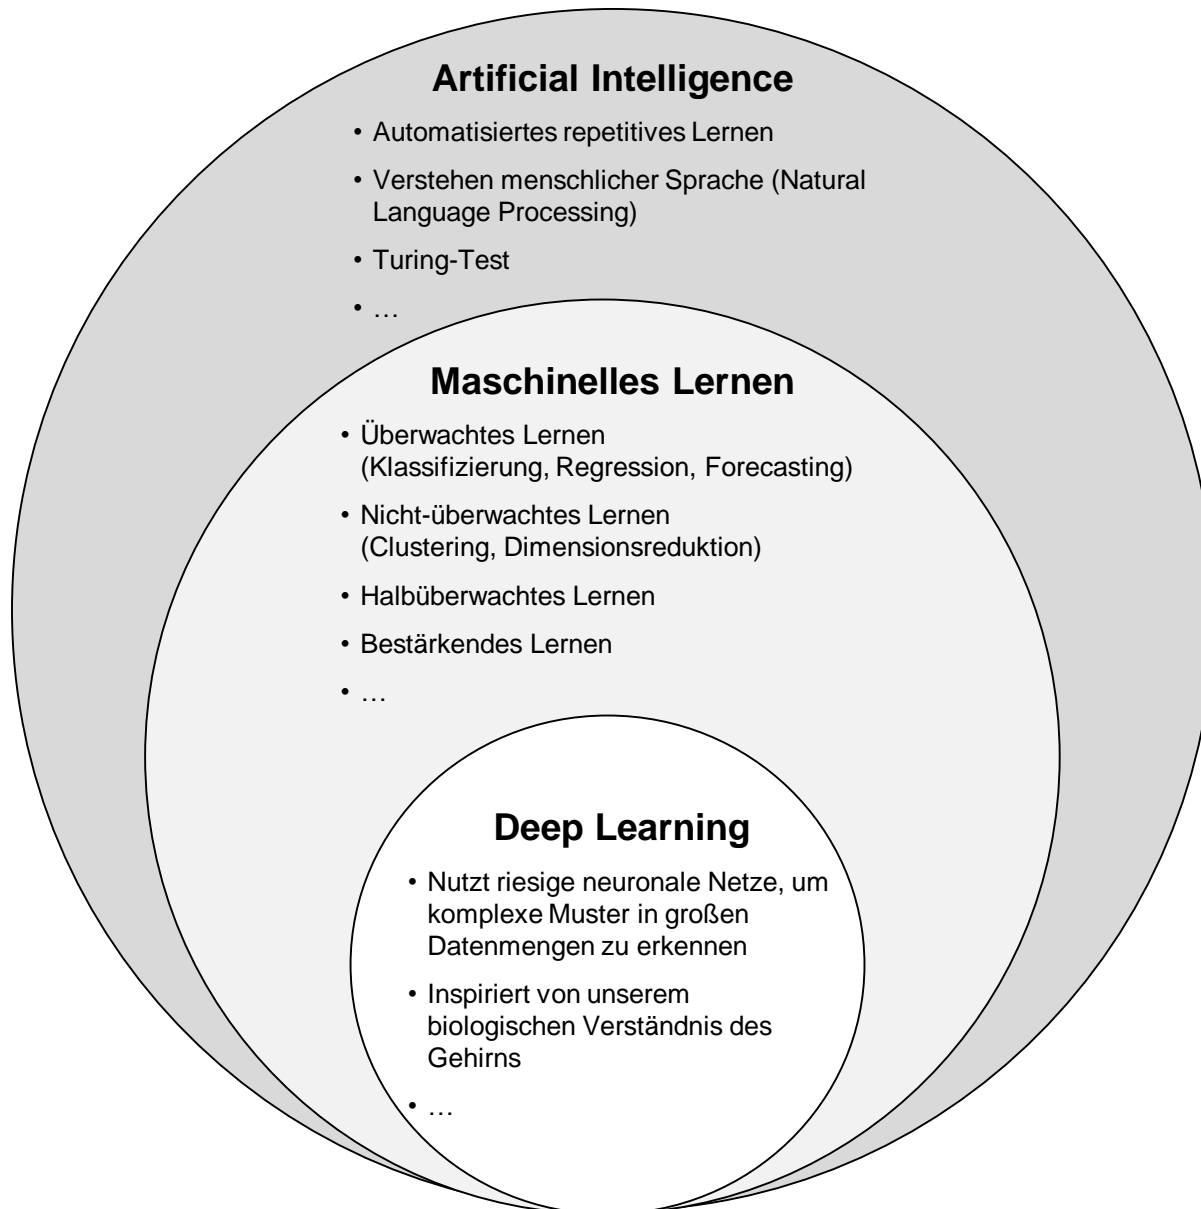 Artificial Intelligence
• Automatisiertes repetitives Lernen
• Verstehen menschlicher Sprache (Natural
Language Processing)
• Turing-Test
• …
Maschinelles Lernen
• Überwachtes Lernen
(Klassifizierung, Regression, Forecasting)
• Nicht-überwachtes Lernen
(Clustering, Dimensionsreduktion)
• Halbüberwachtes Lernen
• Bestärkendes Lernen
• …
Deep Learning
• Nutzt riesige neuronale Netze, um
komplexe Muster in großen
Datenmengen zu erkennen
• Inspiriert von unserem
biologischen Verständnis des
Gehirns
• …